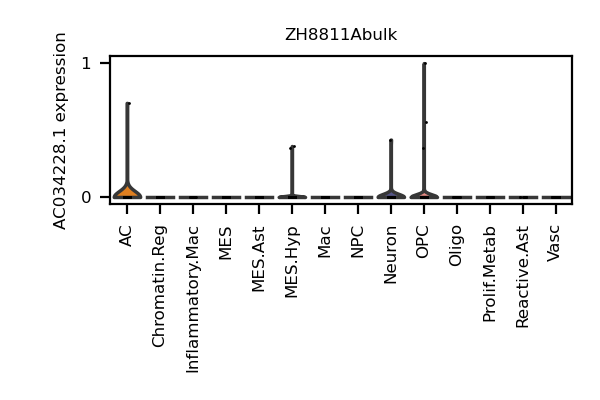 ZH8811Abulk
AC034228.1 expression
1
0
AC
Chromatin.Reg
Inflammatory.Mac
MES
MES.Ast
MES.Hyp
Mac
NPC
Neuron
OPC
Oligo
Prolif.Metab
Reactive.Ast
Vasc